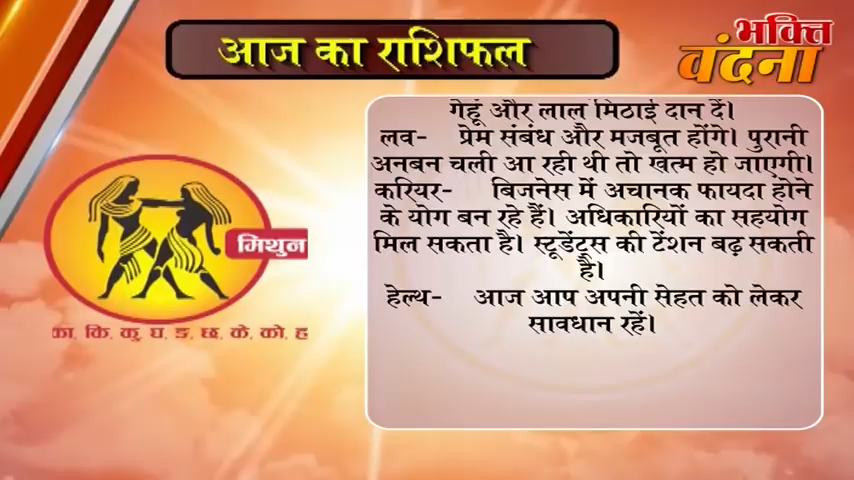 आज का राशिफल
भक्ति
वंदना
गेहूं और लाल मिठाई दान दें।
लव- प्रेम संबंध और मजबूत होंगे। पुरानी
अनबन चली आ रही थी तो खत्म हो जाएगी।
करियर- बिजनेस में अचानक फायदा होने
के योग बन रहे हैं। अधिकारियों का सहयोग
मिल सकता है। स्टूडेंट्स की टेंशन बढ़ सकती
है।
हेल्थ- आज आप अपनी सेहत को लेकर
सावधान रहें।
मिथुन
का, कि, कु, घ, ङ, छ, के, को, ह